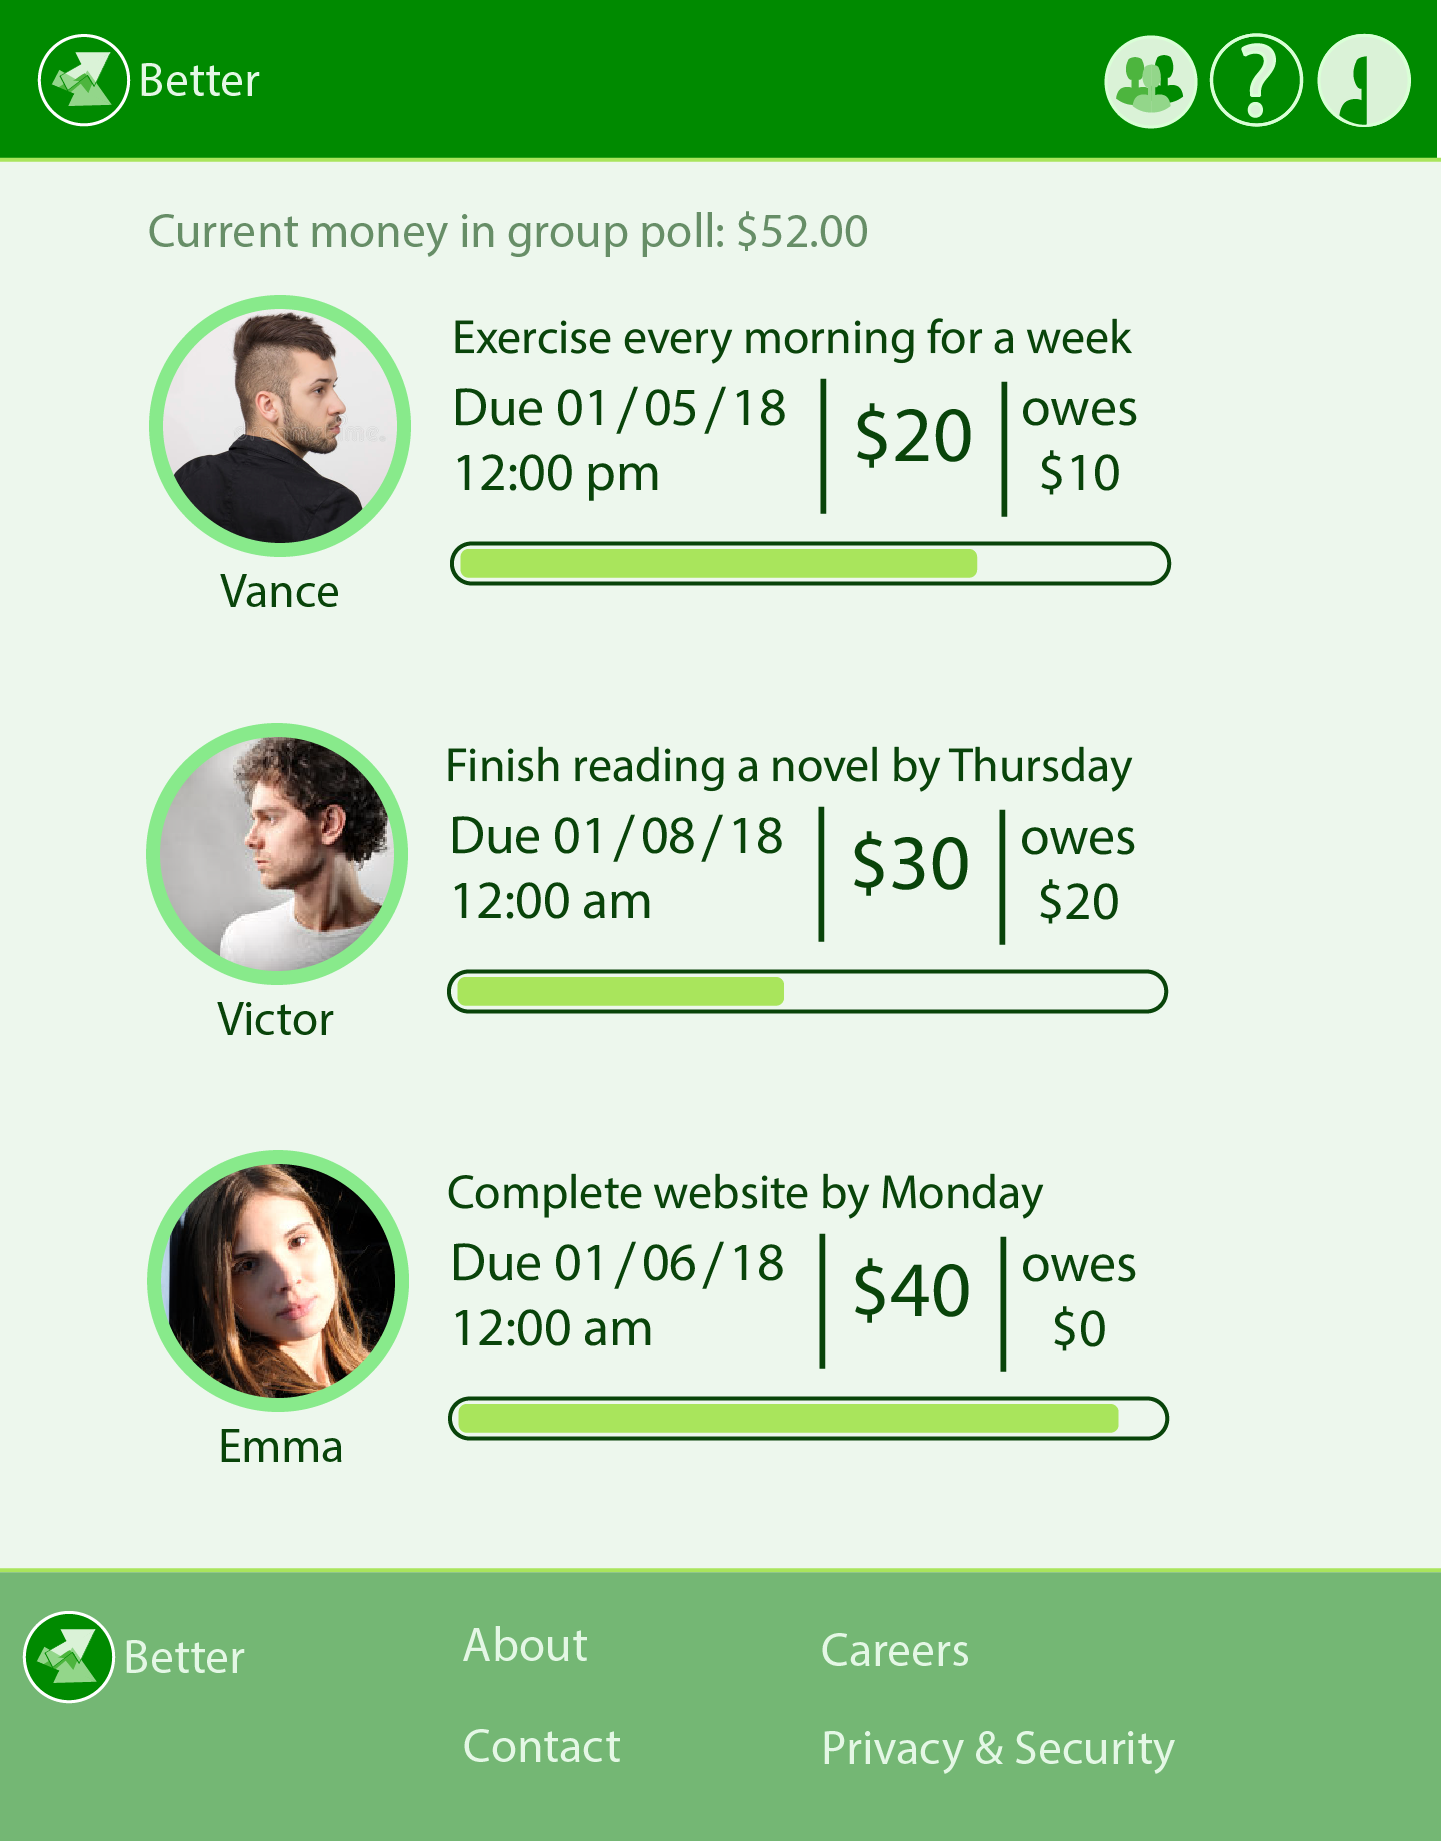 Better
?
Current money in group poll: $52.00
Exercise every morning for a week
Due 01/05/18
12:00 pm
$20
owes
$10
Vance
Finish reading a novel by Thursday
Due 01/08/18
12:00 am
$30
owes
$20
Victor
Complete website by Monday
Due 01/06/18
12:00 am
$40
owes
$0
Emma
Better
About
Careers
Contact
Privacy & Security